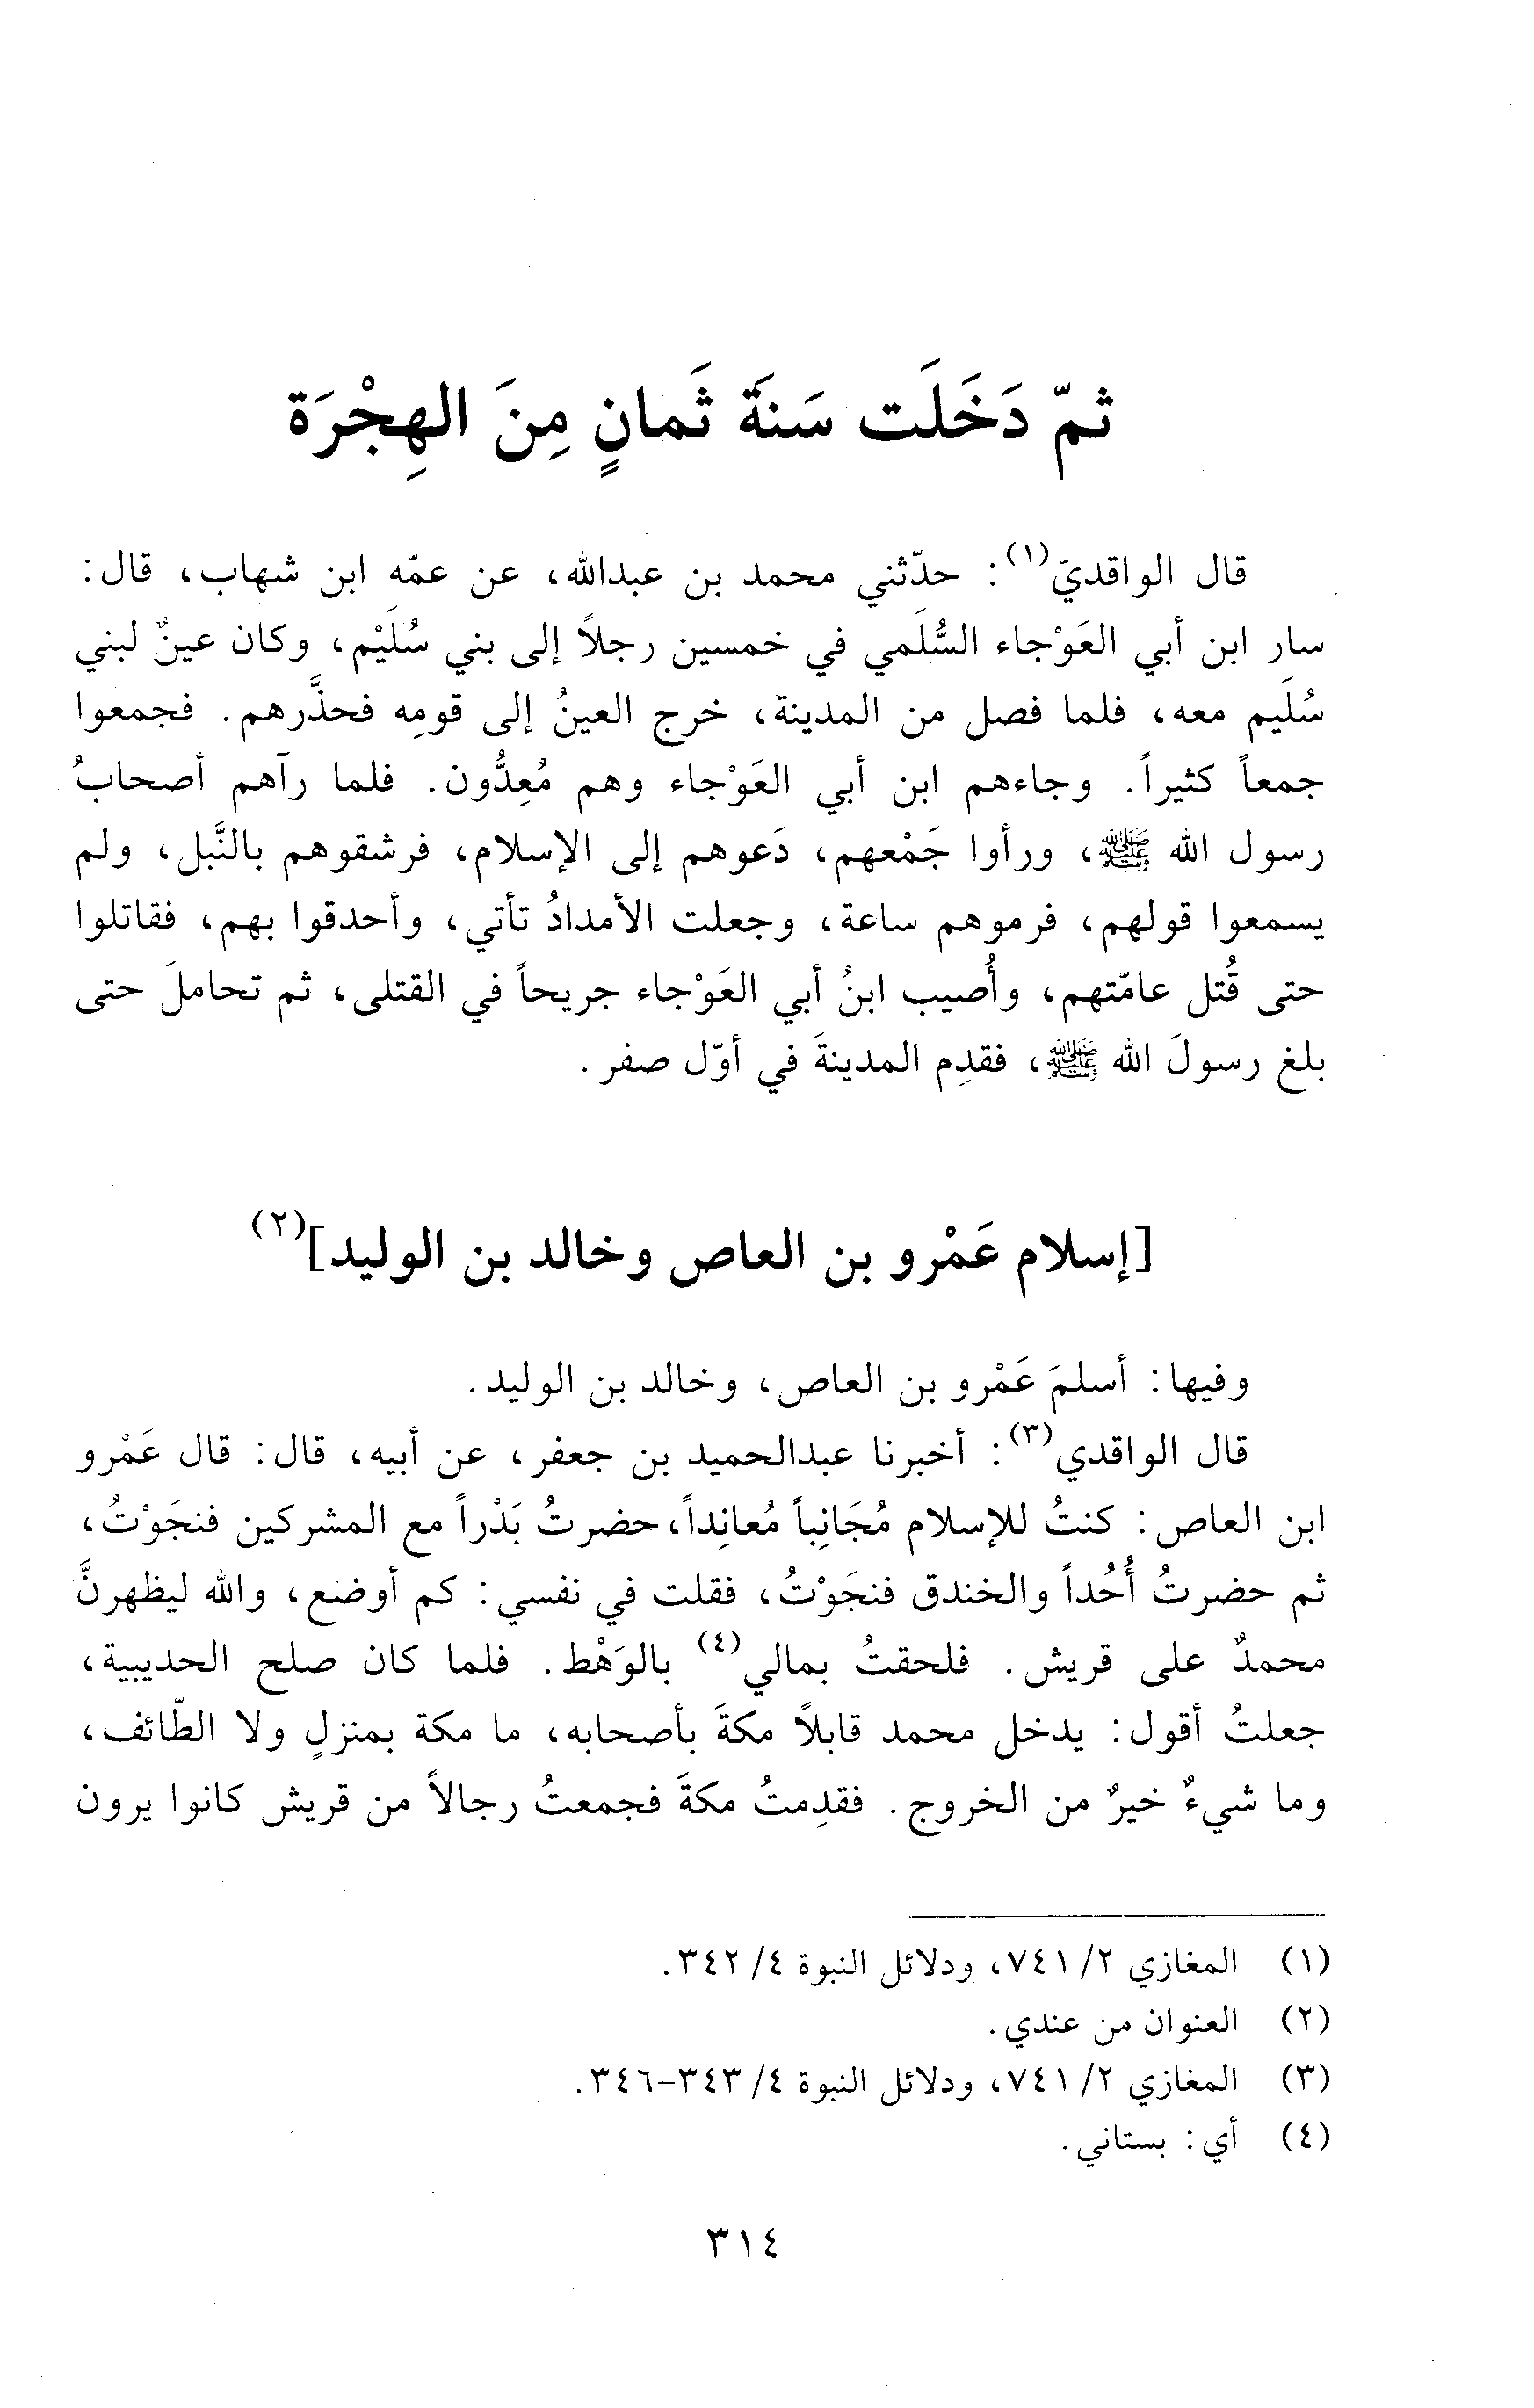 ثمّ دَخَلَت سَنةَ ثَمانٍ مِنَ الهِجْرَة
قال الواقديّ(١): حدّثني محمد بن عبدالله، عن عمّه ابن شهاب، قال:
سار ابن أبي العَوْجاء السُّلَمي في خمسين رجلاً إلى بني سُلَيْم، وكان عينٌ لبني
سُلَيم معه، فلما فصل من المدينة، خرج العينُ إلى قومِه فحذَّرهم. فجمعوا
جمعاً كثيراً. وجاءهم ابن أبي العَوْجاء وهم مُعِدُّون. فلما رآهم أصحابُ
رسول الله ﷺ، ورأوا جَمْعهم، دَعوهم إلى الإسلام، فرشقوهم بالنَّبل، ولم
يسمعوا قولهم، فرموهم ساعة، وجعلت الأمدادُ تأتي، وأحدقوا بهم، فقاتلوا
حتى قُتل عامّتهم، وأُصيب ابنُ أبي العَوْجاء جريحاً في القتلى، ثم تحاملَ حتى
بلغ رسولَ الله ﷺ، فقدِم المدينةَ في أوّل صفر.
[إسلام عَمْرو بن العاص وخالد بن الوليد](٢)
وفيها: أسلمَ عَمْرو بن العاص، وخالد بن الوليد.
قال الواقدي(٣): أخبرنا عبدالحميد بن جعفر، عن أبيه، قال: قال عَمْرو
ابن العاص: كنتُ للإسلام مُجَانِباً مُعانِداً، حضرتُ بَدْراً مع المشركين فنجَوْتُ،
ثم حضرتُ أُحُداً والخندق فنجَوْتُ، فقلت في نفسي: كم أوضع، والله ليظهرنَّ
محمدٌ على قريش. فلحقتُ بمالي(٤) بالوَهْط. فلما كان صلح الحديبية،
جعلتُ أقول: يدخل محمد قابلاً مكةَ بأصحابه، ما مكة بمنزلٍ ولا الطّائف،
وما شيءٌ خيرٌ من الخروج. فقدِمتُ مكةَ فجمعتُ رجالاً من قريش كانوا يرون
(١) المغازي ٢/ ٧٤١، ودلائل النبوة ٤/ ٣٤٢.
(٢) العنوان من عندي.
(٣) المغازي ٢/ ٧٤١، ودلائل النبوة ٤/ ٣٤٣-٣٤٦.
(٤) أي: بستاني.
٣١٤